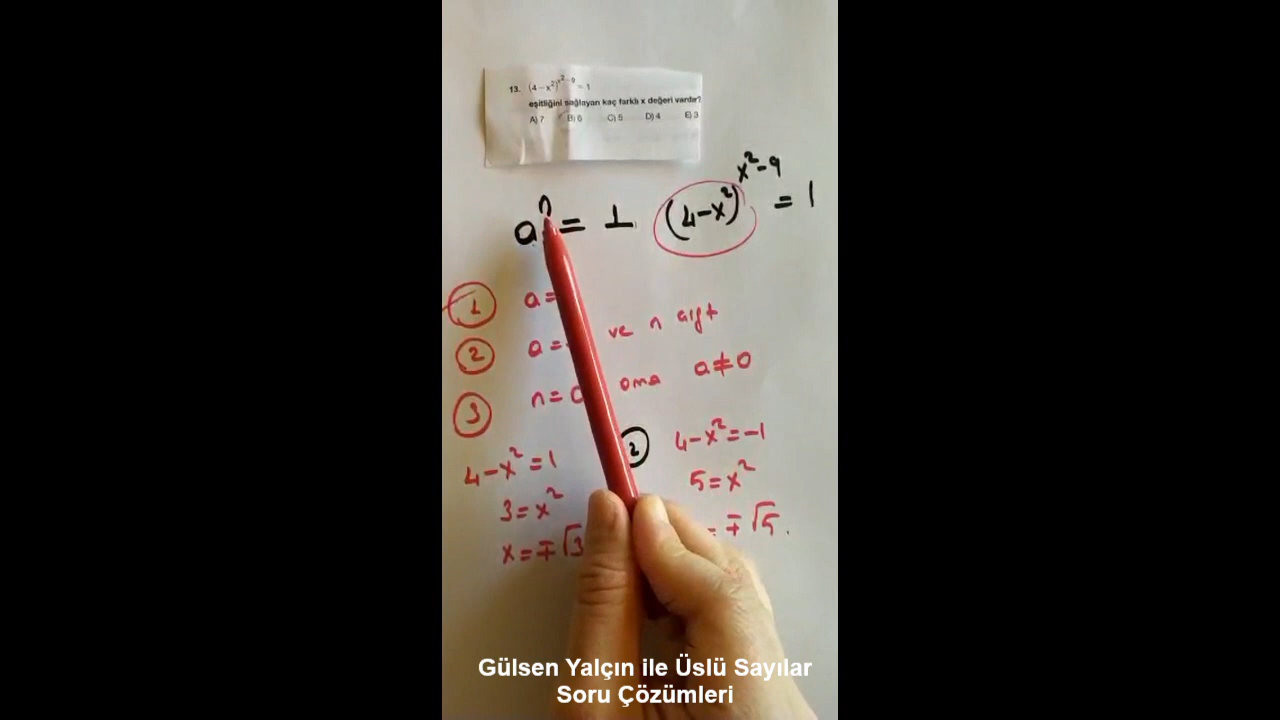 13. (4-x²)^x²-9 = 1
eşitliğini sağlayan kaç farklı x değeri vardır?
A) 7 B) 6 C) 5 D) 4 E) 3
aⁿ = 1
(4-x²)^x²-9 = 1
1 a=
2 a= ve n çift
3 n=0 ama a≠0
4-x²=1
3=x²
x=∓√3
2 4-x²=-1
5=x²
=∓√5.
Gülsen Yalçın ile Üslü Sayılar
Soru Çözümleri